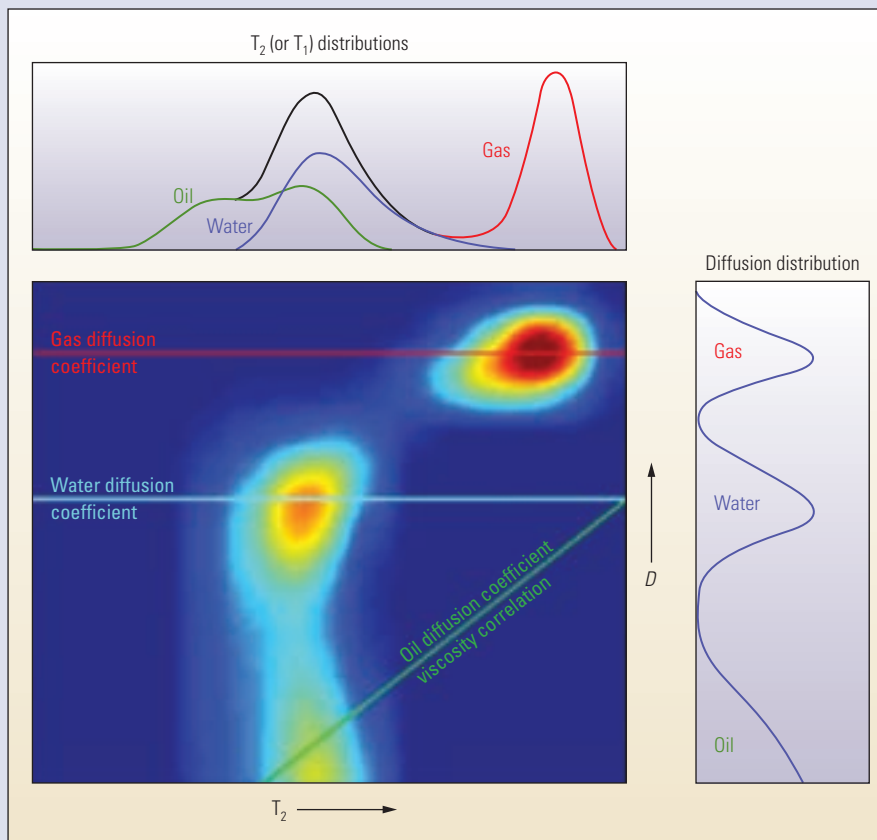 T₂ (or T₁) distributions
Gas
Oil
Water
Diffusion distribution
Gas diffusion
coefficient
Gas
Water diffusion
coefficient
Water
Oil diffusion coefficient
viscosity correlation
D
Oil
T₂